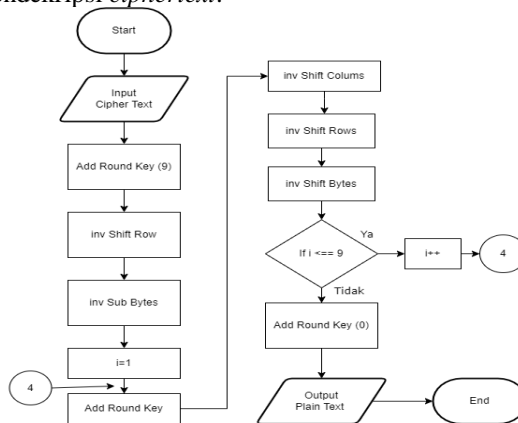 ciphertext.
Start
Input
Cipher Text
Add Round Key (9)
inv Shift Row
inv Sub Bytes
i=1
4
Add Round Key
inv Shift Colums
inv Shift Rows
inv Shift Bytes
If i <== 9
Ya
i++
4
Tidak
Add Round Key (0)
Output
Plain Text
End